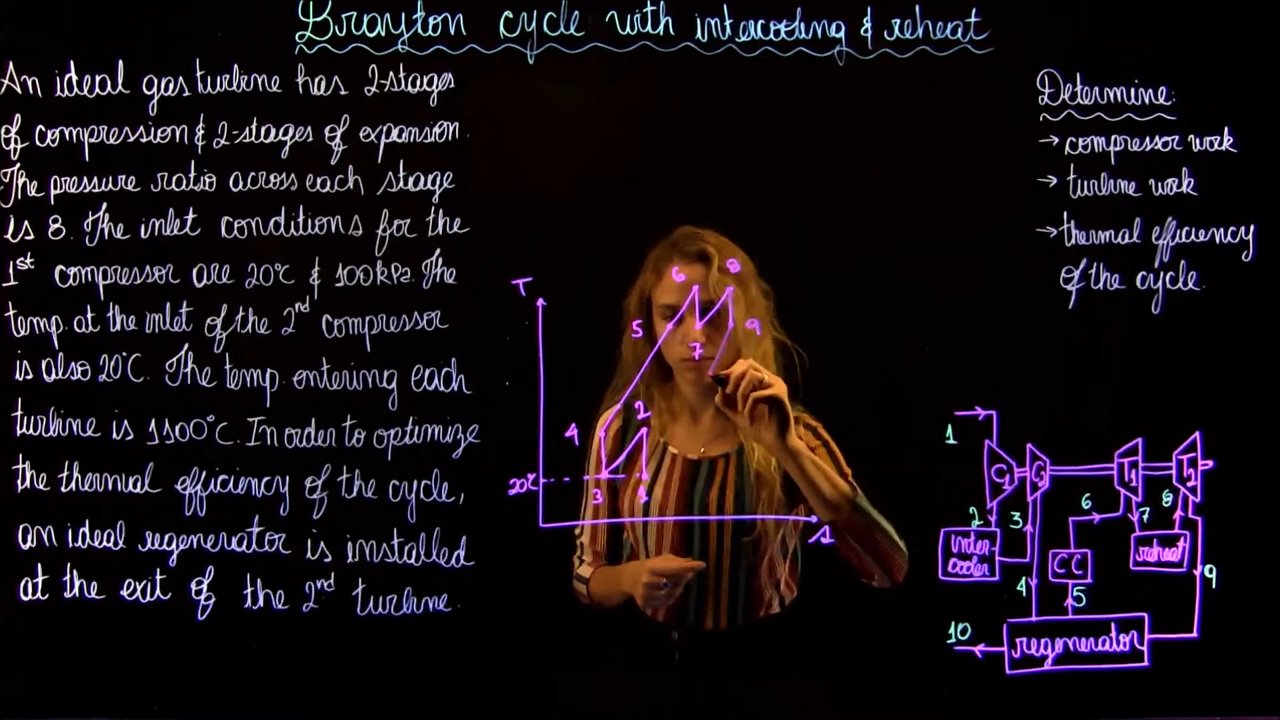 Brayton cycle with intercooling & reheat
An ideal gas turbine has 2-stages
of compression & 2-stages of expansion.
The pressure ratio across each stage
is 8. The inlet conditions for the
1st compressor are 20°C & 100kPa. The
temp. at the inlet of the 2nd compressor
is also 20°C. The temp. entering each
turbine is 1100°C. In order to optimize
the thermal efficiency of the cycle,
an ideal regenerator is installed
at the exit of the 2nd turbine.
Determine:
→ compressor work
→ turbine work
→ thermal efficiency
of the cycle.
T
6
8
5
9
7
2
4
20°C
3
1
s
1
C1
C2
T1
T2
2
3
6
7
8
inter
cooler
CC
reheat
4
5
9
10
regenerator